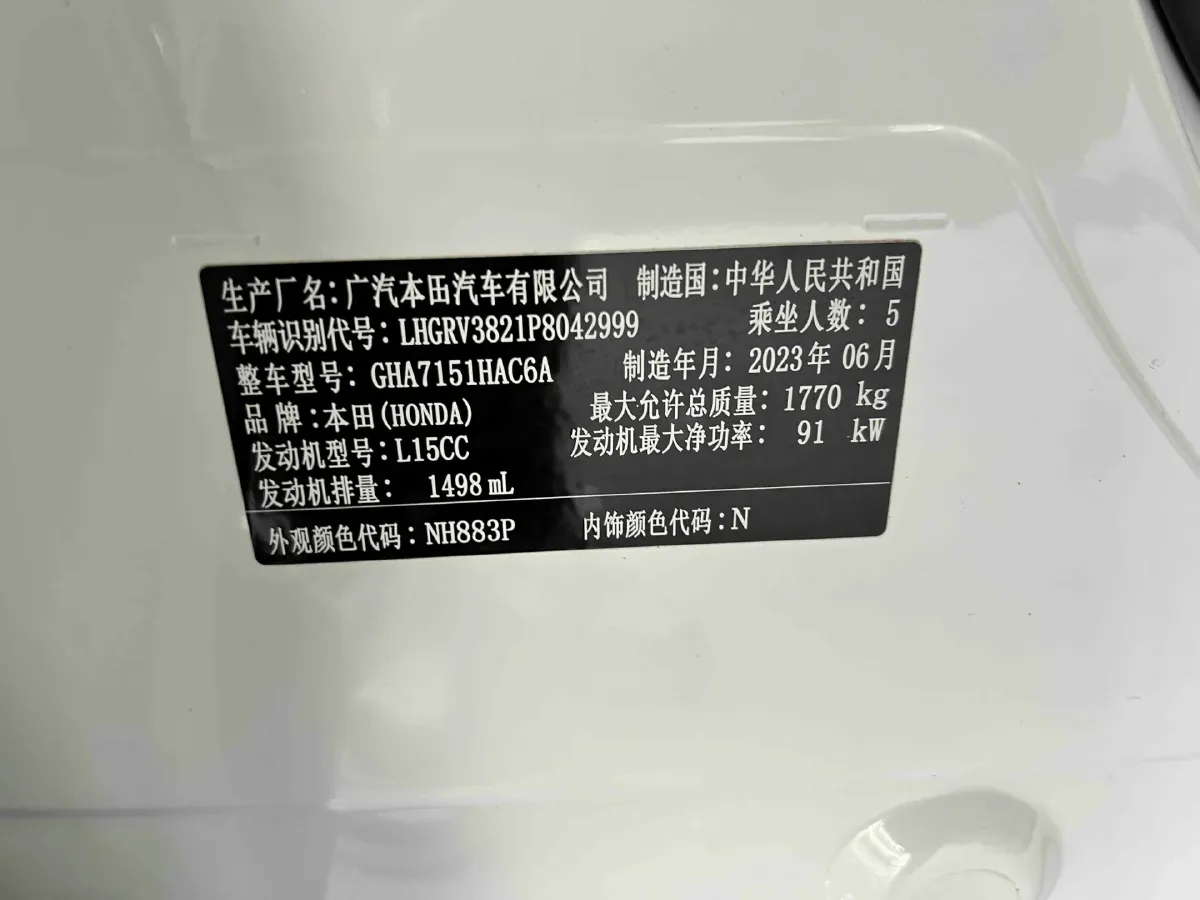 生产厂名：广汽本田汽车有限公司 制造国：中华人民共和国
车辆识别代号：LHGRV3821P8042999 乘坐人数：5
整车型号：GHA7151HAC6A 制造年月：2023年06月
品牌：本田(HONDA) 最大允许总质量：1770 kg
发动机型号：L15CC 发动机最大净功率：91 kW
发动机排量：1498 mL
外观颜色代码：NH883P 内饰颜色代码：N